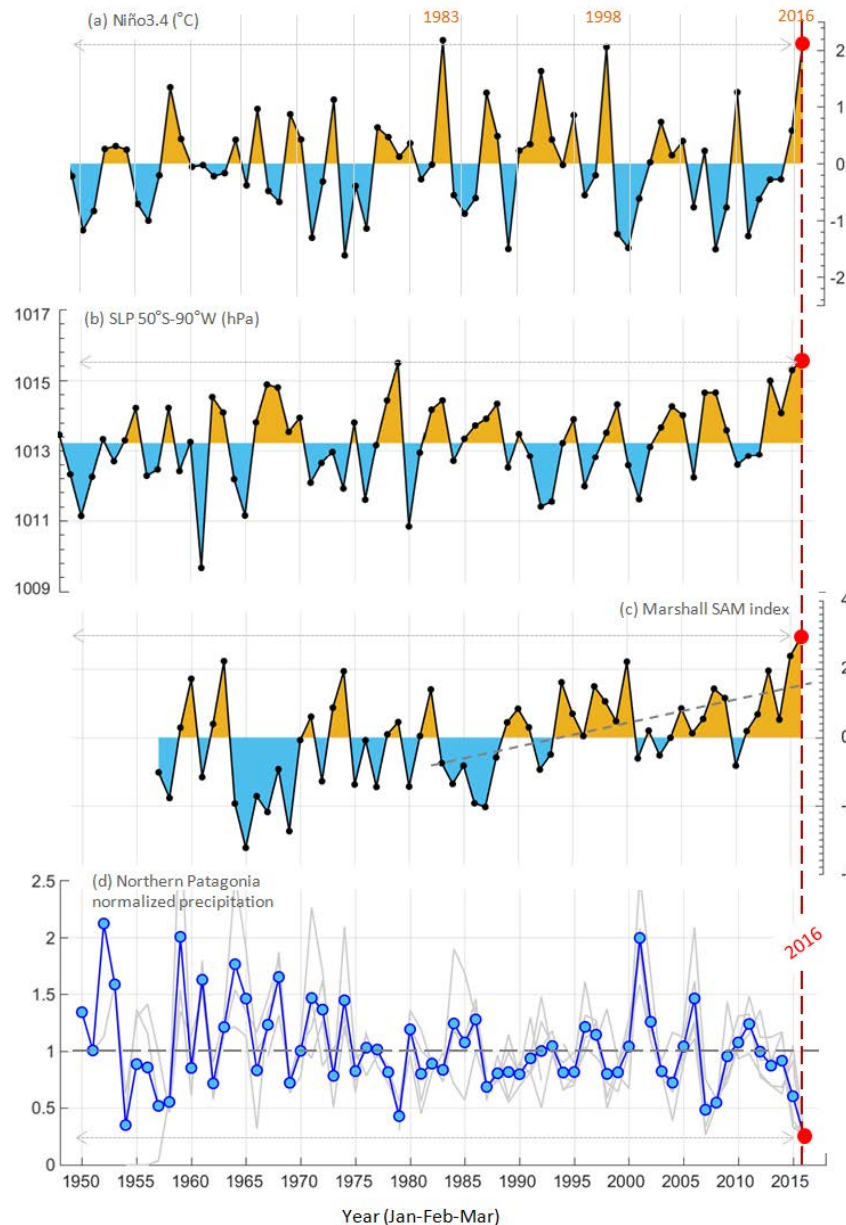 1983 1998 2016
(a) Niño3.4 (°C)
2
1
0
-1
-2
1017
(b) SLP 50°S-90°W (hPa)
1015
1013
1011
1009
(c) Marshall SAM index
4
2
0
-
-
(d) Northern Patagonia
normalized precipitation
2.5
2
1.5
1
0.5
0
2016
1950 1955 1960 1965 1970 1975 1980 1985 1990 1995 2000 2005 2010 2015
Year (Jan-Feb-Mar)